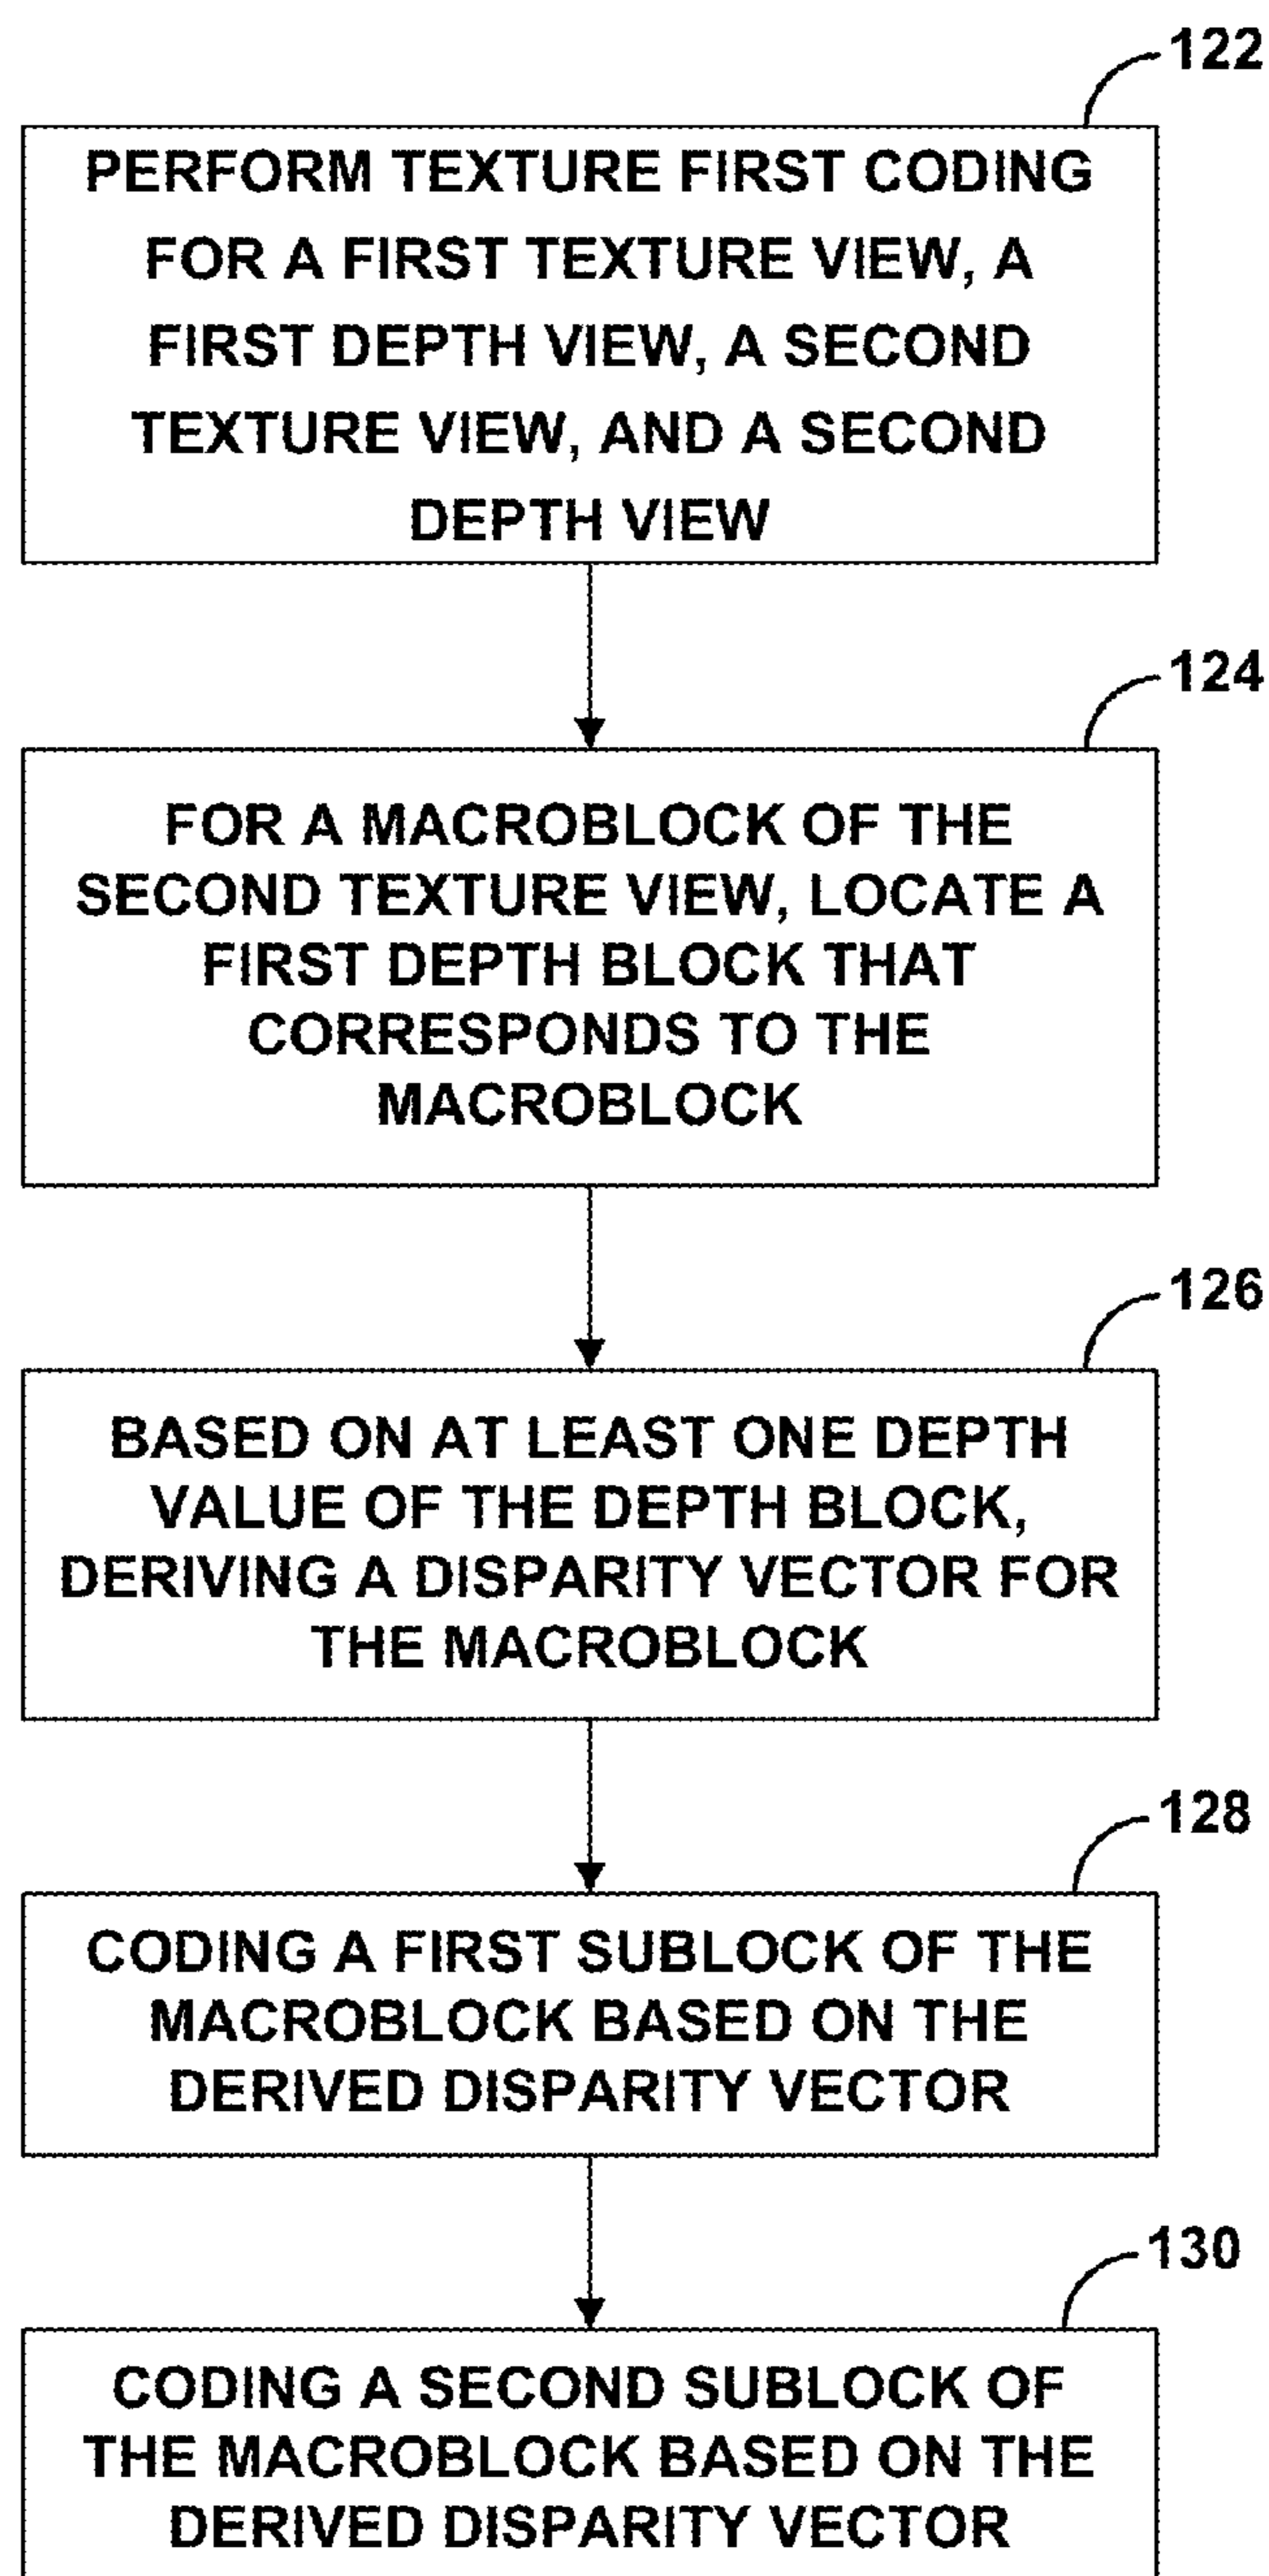 122
PERFORM TEXTURE FIRST CODING
FOR A FIRST TEXTURE VIEW, A
FIRST DEPTH VIEW, A SECOND
TEXTURE VIEW, AND A SECOND
DEPTH VIEW
124
FOR A MACROBLOCK OF THE
SECOND TEXTURE VIEW, LOCATE A
FIRST DEPTH BLOCK THAT
CORRESPONDS TO THE
MACROBLOCK
126
BASED ON AT LEAST ONE DEPTH
VALUE OF THE DEPTH BLOCK,
DERIVING A DISPARITY VECTOR FOR
THE MACROBLOCK
128
CODING A FIRST SUBLOCK OF THE
MACROBLOCK BASED ON THE
DERIVED DISPARITY VECTOR
130
CODING A SECOND SUBLOCK OF
THE MACROBLOCK BASED ON THE
DERIVED DISPARITY VECTOR